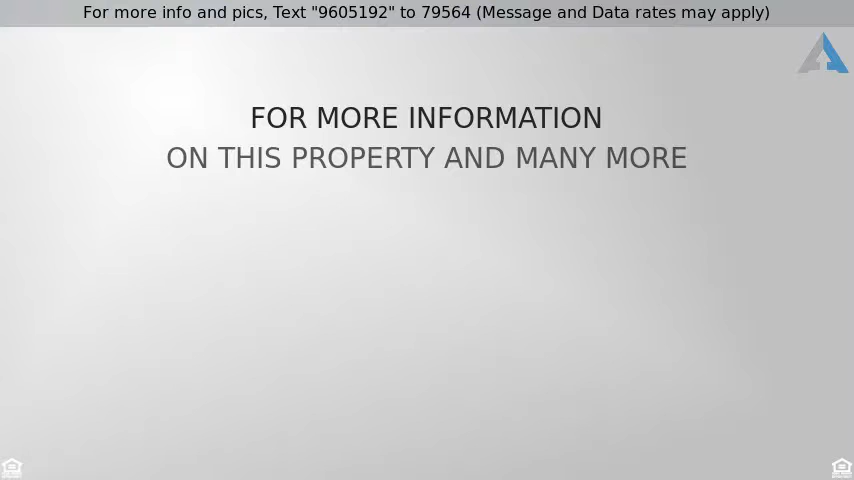 For more info and pics, Text "9605192" to 79564 (Message and Data rates may apply)
FOR MORE INFORMATION
ON THIS PROPERTY AND MANY MORE